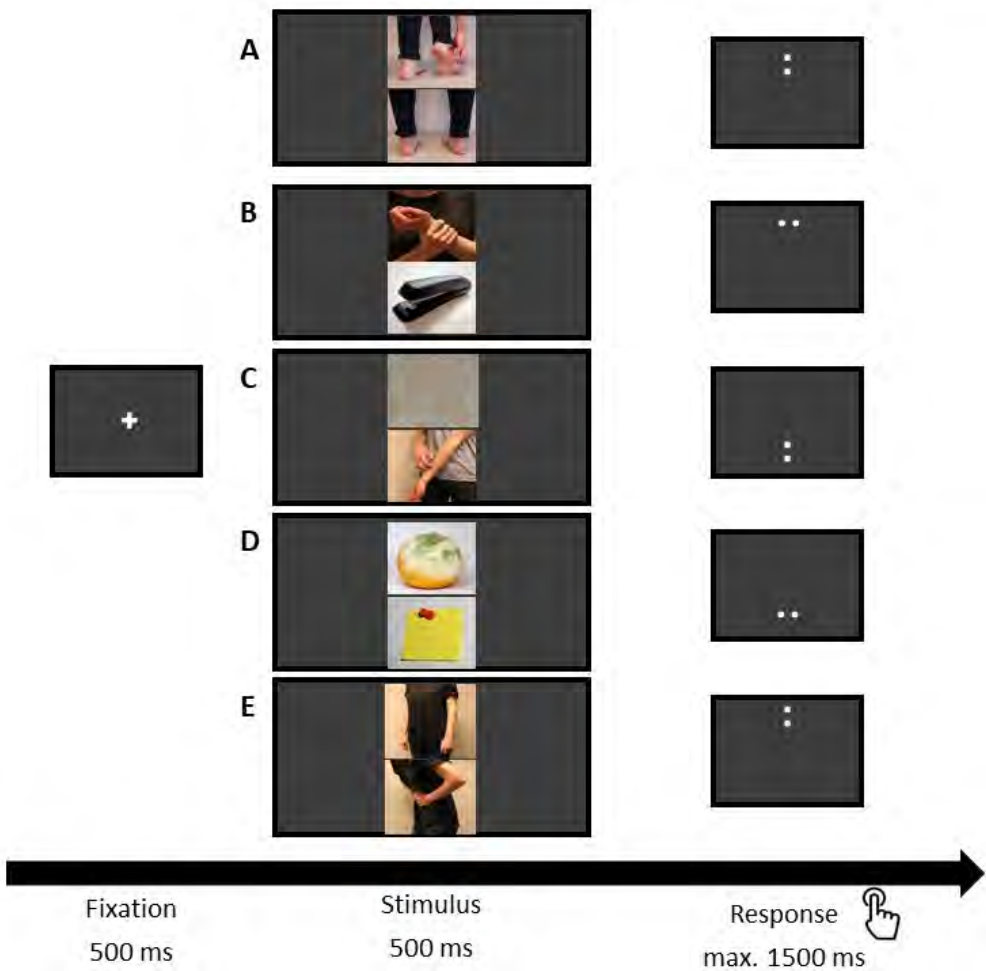 A
B
C
D
E
Fixation
500 ms
Stimulus
500 ms
Response
max. 1500 ms